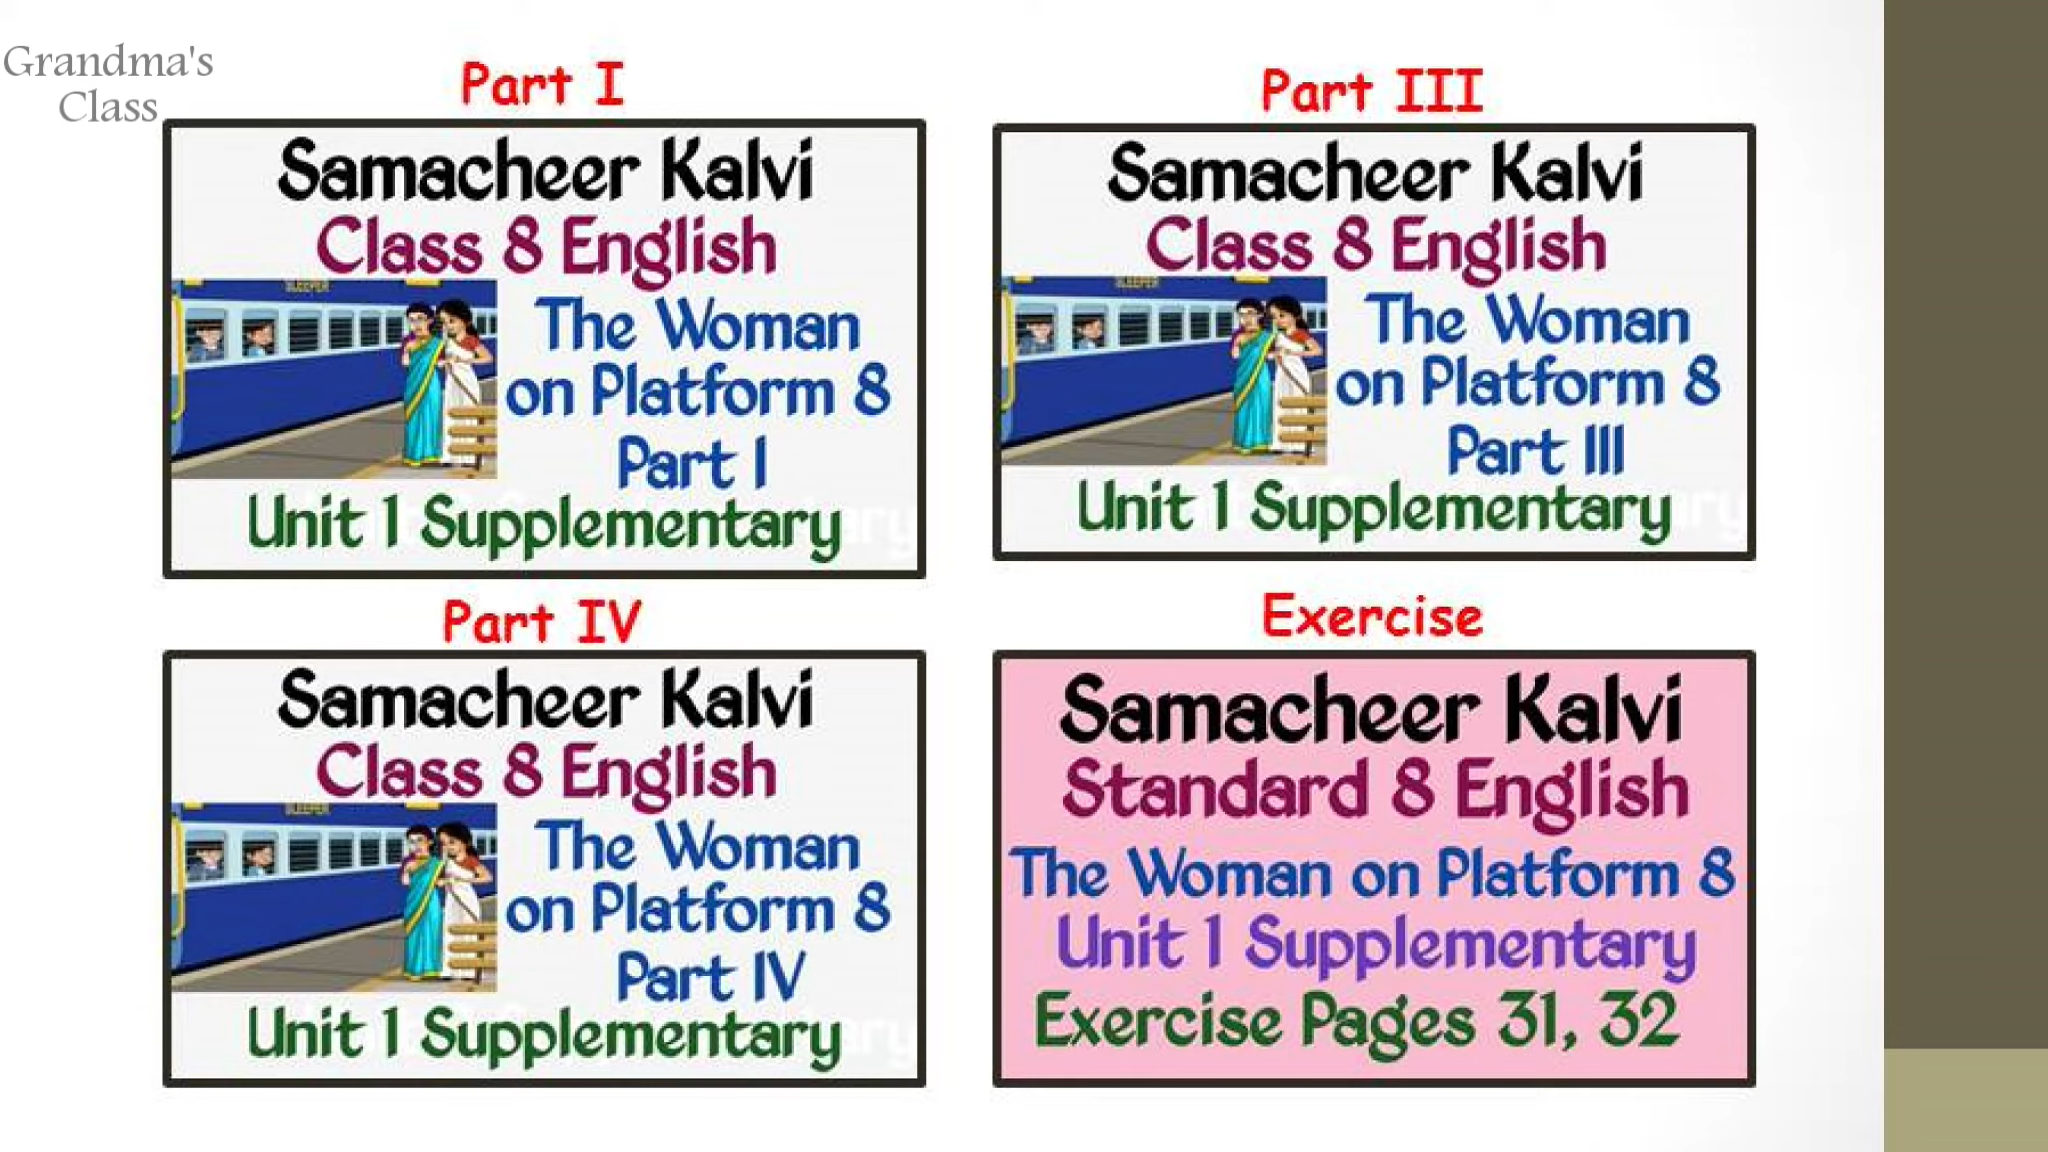 Grandma's
Class
Part I
Samacheer Kalvi
Class 8 English
SLEEPER
The Woman
on Platform 8
Part I
Unit 1 Supplementary
Part III
Samacheer Kalvi
Class 8 English
SLEEPER
The Woman
on Platform 8
Part III
Unit 1 Supplementary
Part IV
Samacheer Kalvi
Class 8 English
SLEEPER
The Woman
on Platform 8
Part IV
Unit 1 Supplementary
Exercise
Samacheer Kalvi
Standard 8 English
The Woman on Platform 8
Unit 1 Supplementary
Exercise Pages 31, 32